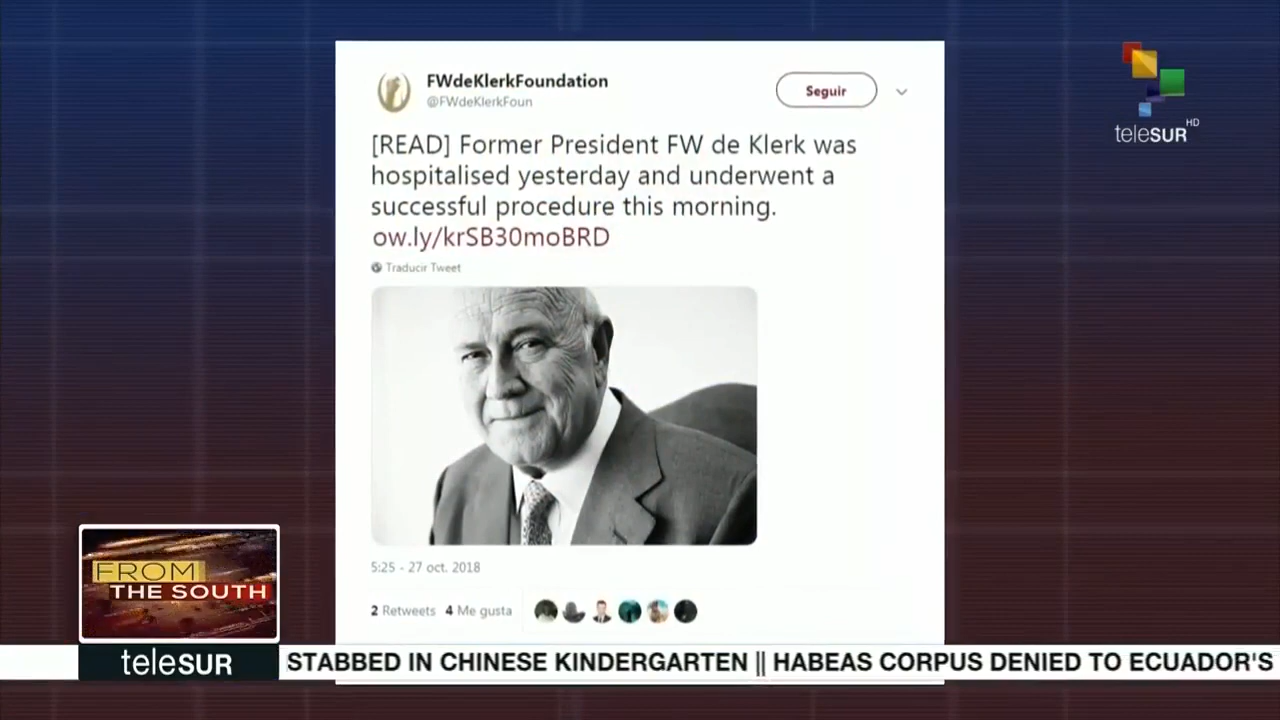 FWdeKlerkFoundation
@FWdeKlerkFoun
Seguir
[READ] Former President FW de Klerk was
hospitalised yesterday and underwent a
successful procedure this morning.
ow.ly/krSB30moBRD
Traducir Tweet
5:25 - 27 oct. 2018
2 Retweets 4 Me gusta
teleSUR HD
FROM
THE SOUTH
teleSUR
STABBED IN CHINESE KINDERGARTEN || HABEAS CORPUS DENIED TO ECUADOR'S